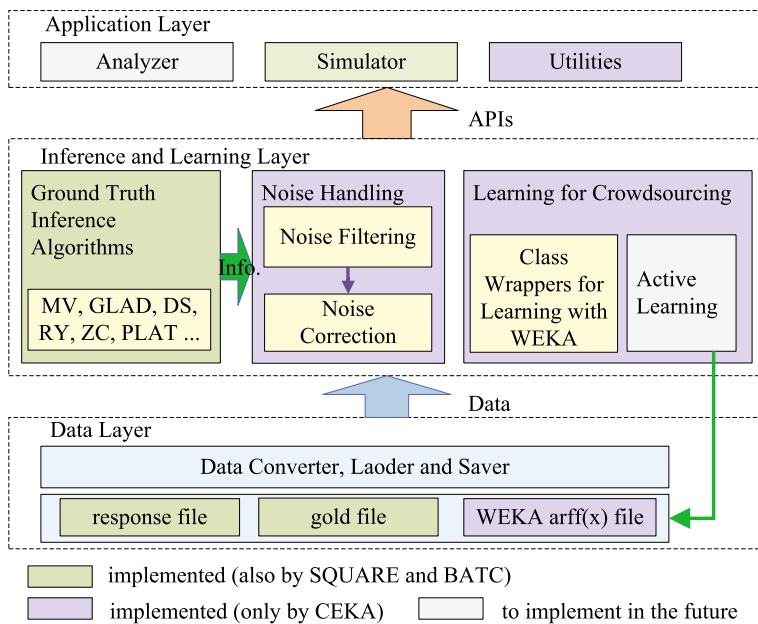 Application Layer
Analyzer
Simulator
Utilities
APIs
Inference and Learning Layer
Ground Truth
Inference
Algorithms
MV, GLAD, DS,
RY, ZC, PLAT ...
Info.
Noise Handling
Noise Filtering
Noise
Correction
Learning for Crowdsourcing
Class
Wrappers for
Learning with
WEKA
Active
Learning
Data
Data Layer
Data Converter, Laoder and Saver
response file
gold file
WEKA arff(x) file
implemented (also by SQUARE and BATC)
implemented (only by CEKA)
to implement in the future